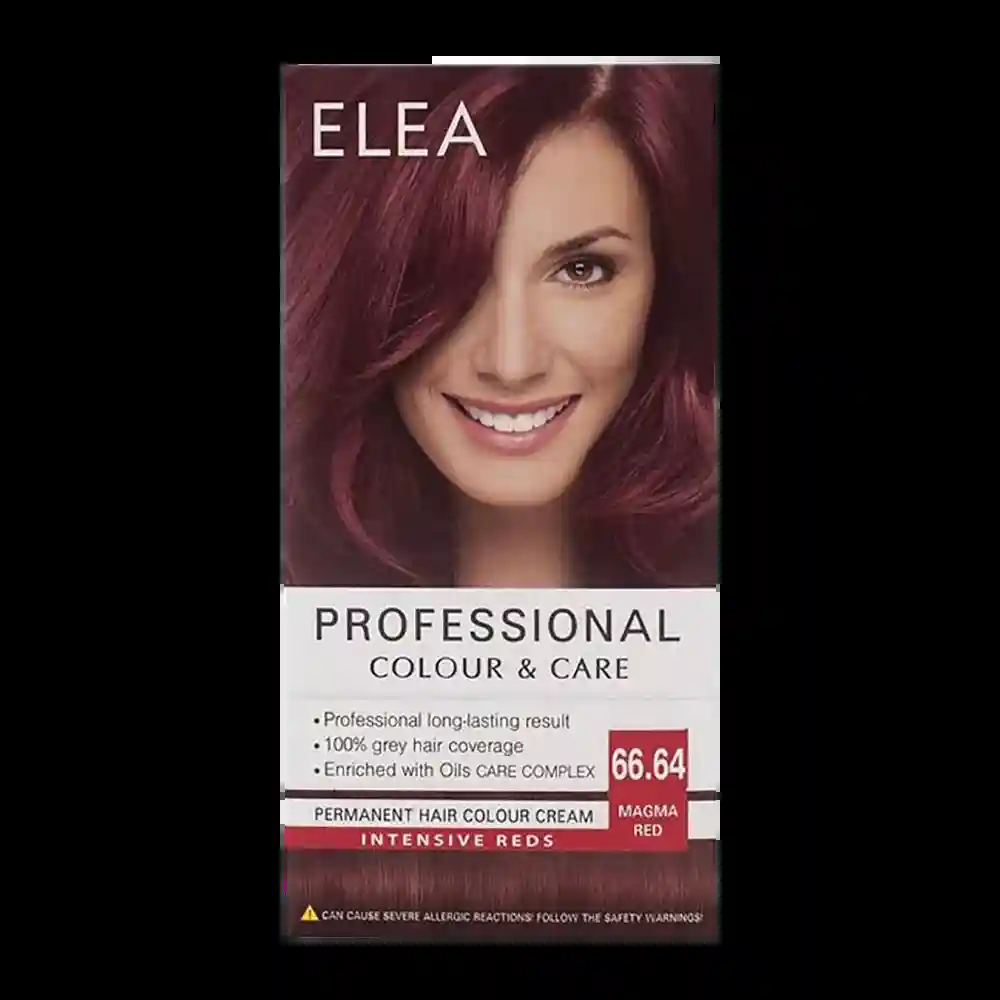 ELEA
PROFESSIONAL
COLOUR & CARE
• Professional long-lasting result
• 100% grey hair coverage
• Enriched with Oils CARE COMPLEX
66.64
MAGMA
RED
PERMANENT HAIR COLOUR CREAM
INTENSIVE REDS
CAN CAUSE SEVERE ALLERGIC REACTIONS! FOLLOW THE SAFETY WARNINGS!